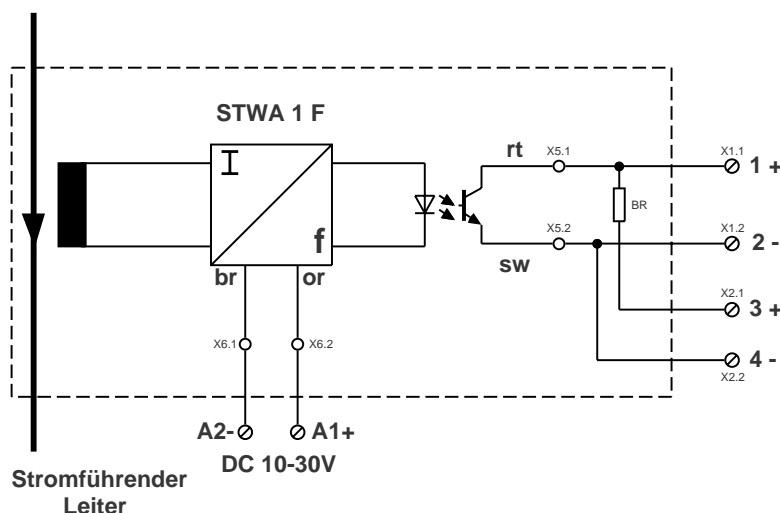 STWA 1 F
I
f
rt
X5.1
X1.1
1 +
BR
X5.2
X1.2
2 -
sw
br
or
X2.1
3 +
X6.1
X6.2
4 -
X2.2
A2-
A1+
DC 10-30V
Stromführender
Leiter